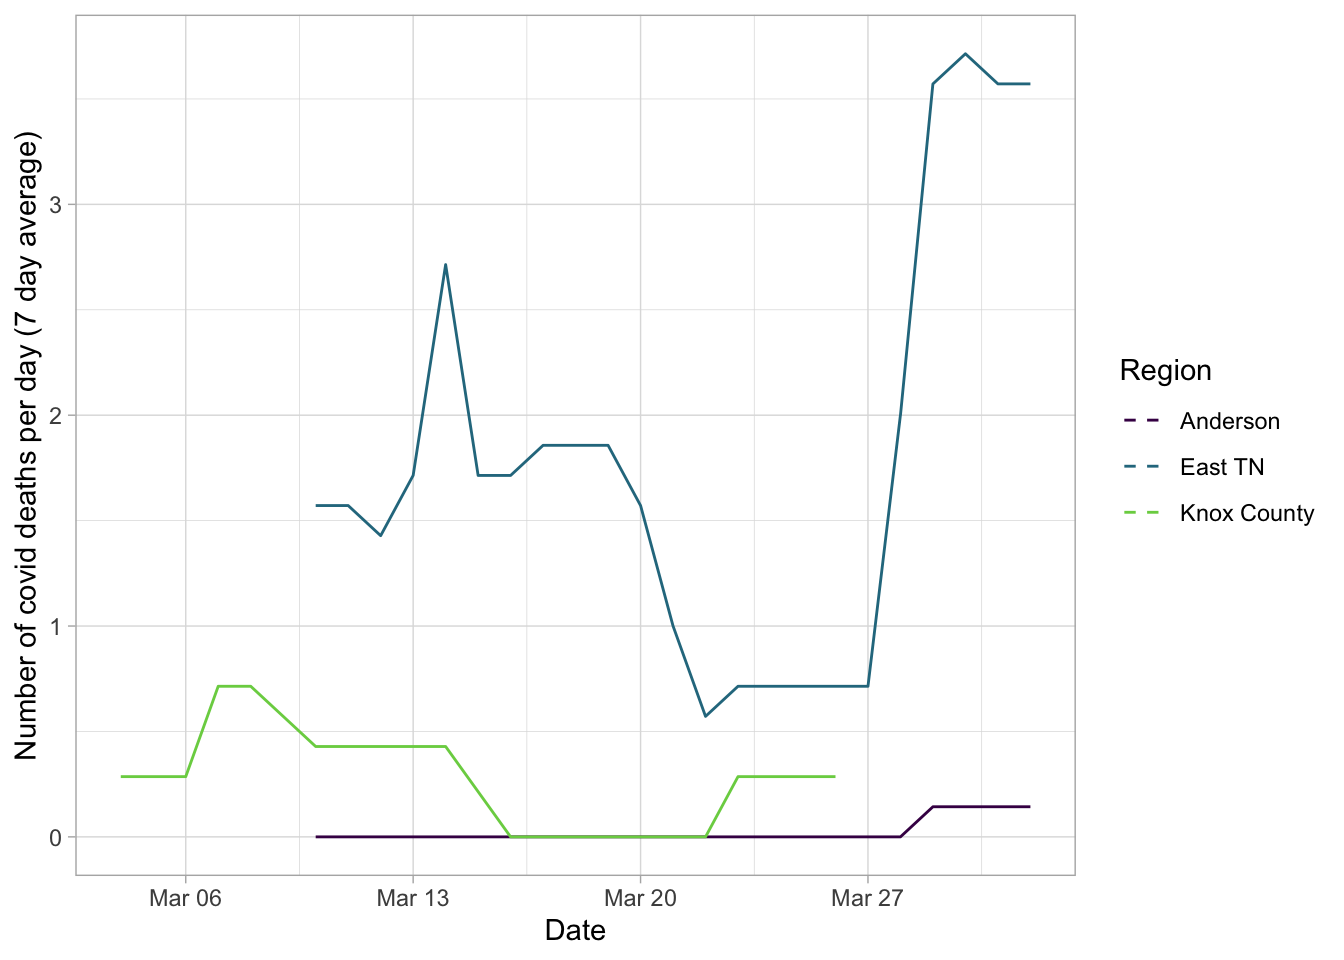 Number of covid deaths per day (7 day average)
3
2
1
0
Mar 06
Mar 13
Mar 20
Mar 27
Date
Region
Anderson
East TN
Knox County